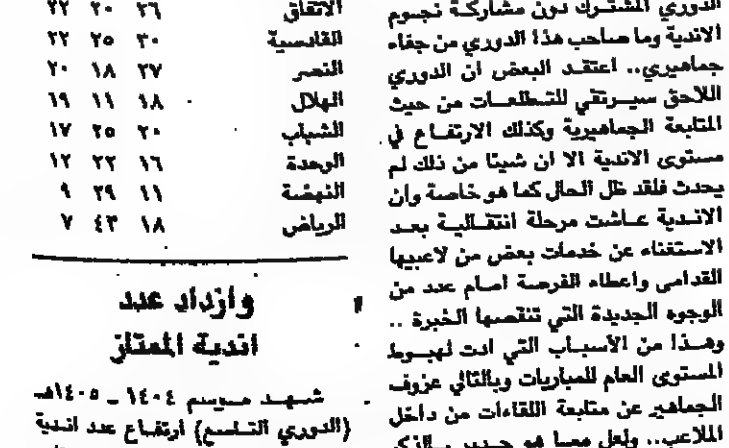 الدوري المشترك دون مشاركة نجوم
الاندية وما صاحب هذا الدوري من جفاء
جماهيري.. اعتقد البعض ان الدوري
اللاحق سيرتقي للتطلعات من حيث
المتابعة الجماهيرية وكذلك الارتفاع في
مستوى الاندية الا ان شيئا من ذلك لم
يحدث فلقد ظل الحال كما هو خاصة وان
الاندية عاشت مرحلة انتقالية بعد
الاستغناء عن خدمات بعض من لاعبيها
القدامى واعطاء الفرصة امام عدد من
الوجوه الجديدة التي تنقصها الخبرة ..
وهذا من الأسباب التي ادت لهبوط
المستوى العام للمباريات وبالتالي عزوف
الجماهير عن متابعة اللقاءات من داخل
الملاعب.. ولعل مما هو جدير بالذكر
الاتفاق ٢٦ ٢٠ ٢٢
القادسية ٣٠ ٢٥ ٢٢
النصر ٢٧ ١٨ ٢٠
الهلال ١٨ ١١ ١٩
الشباب ٢٠ ٢٥ ١٧
الوحدة ١٦ ٢٢ ١٢
النهضة ١١ ٢٩ ٩
الرياض ١٨ ٤٣ ٧
وازداد عدد
اندية الممتاز
شهد موسم ١٤٠٤ ـ ١٤٠٥هـ
(الدوري التاسع) ارتفاع عدد اندية